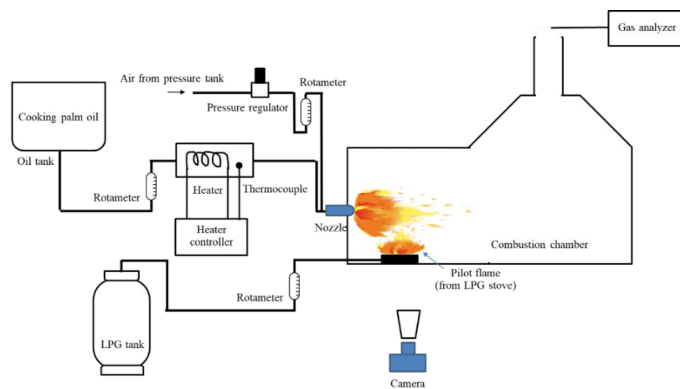 Gas analyzer
Air from pressure tank
Rotameter
Pressure regulator
Cooking palm oil
Oil tank
Rotameter
Heater
Thermocouple
Heater
controller
Nozzle
Combustion chamber
Pilot flame
(from LPG stove)
Rotameter
LPG tank
Camera